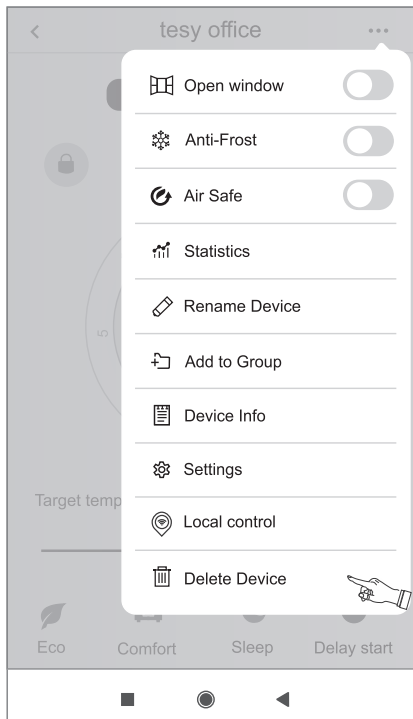 tesy office
Open window
Anti-Frost
Air Safe
Statistics
Rename Device
Add to Group
Device Info
Settings
Local control
Delete Device
5
Target temp
Eco Comfort Sleep Delay start